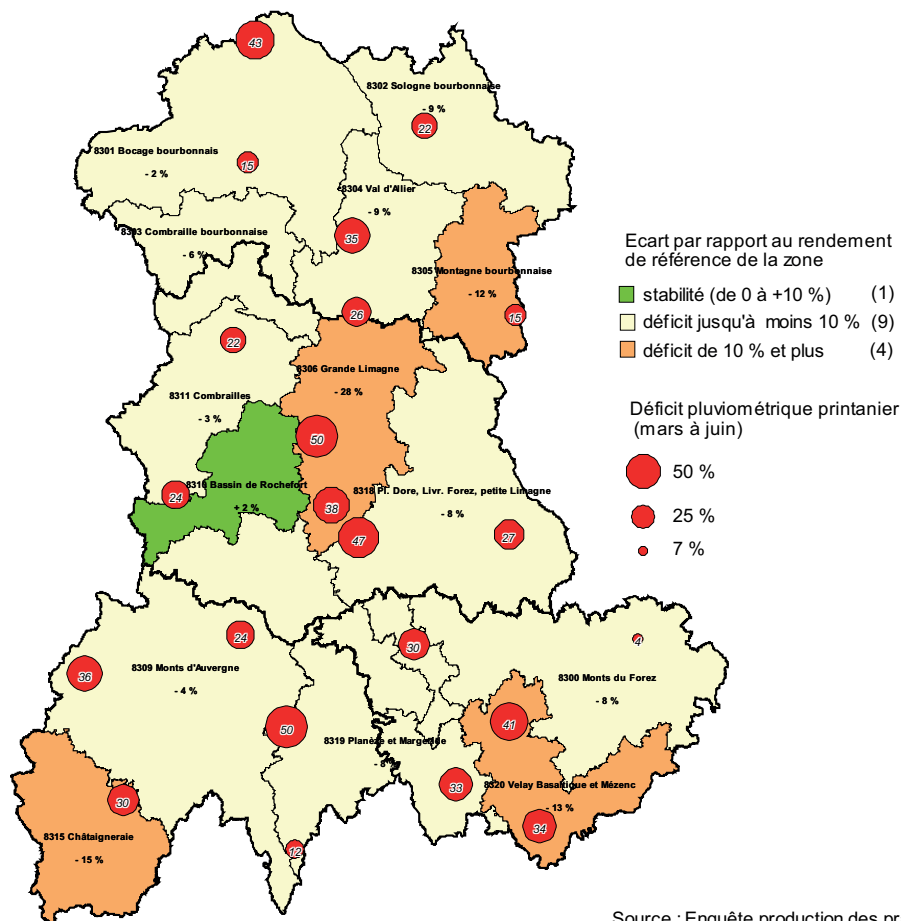 43
8302 Sologne bourbonnaise
- 9 %
22
8301 Bocage bourbonnais
- 2 %
15
8304 Val d'Allier
- 9 %
35
8303 Combraille bourbonnaise
- 6 %
8305 Montagne bourbonnaise
- 12 %
15
26
22
8306 Grande Limagne
- 28 %
8311 Combrailles
- 3 %
50
24
8310 Bassin de Rochefort
+ 2 %
38
8318 Pl. Dore, Livr. Forez, petite Limagne
- 8 %
47
27
24
30
4
36
8309 Monts d'Auvergne
- 4 %
8300 Monts du Forez
- 8 %
50
41
8319 Planèze et Margeride
- 8 %
33
8320 Velay Basaltique et Mézenc
- 13 %
30
34
8315 Châtaigneraie
- 15 %
12
Ecart par rapport au rendement
de référence de la zone
stabilité (de 0 à +10 %) (1)
déficit jusqu'à moins 10 % (9)
déficit de 10 % et plus (4)
Déficit pluviométrique printanier
(mars à juin)
50 %
25 %
7 %
Source : Enquête production des pr